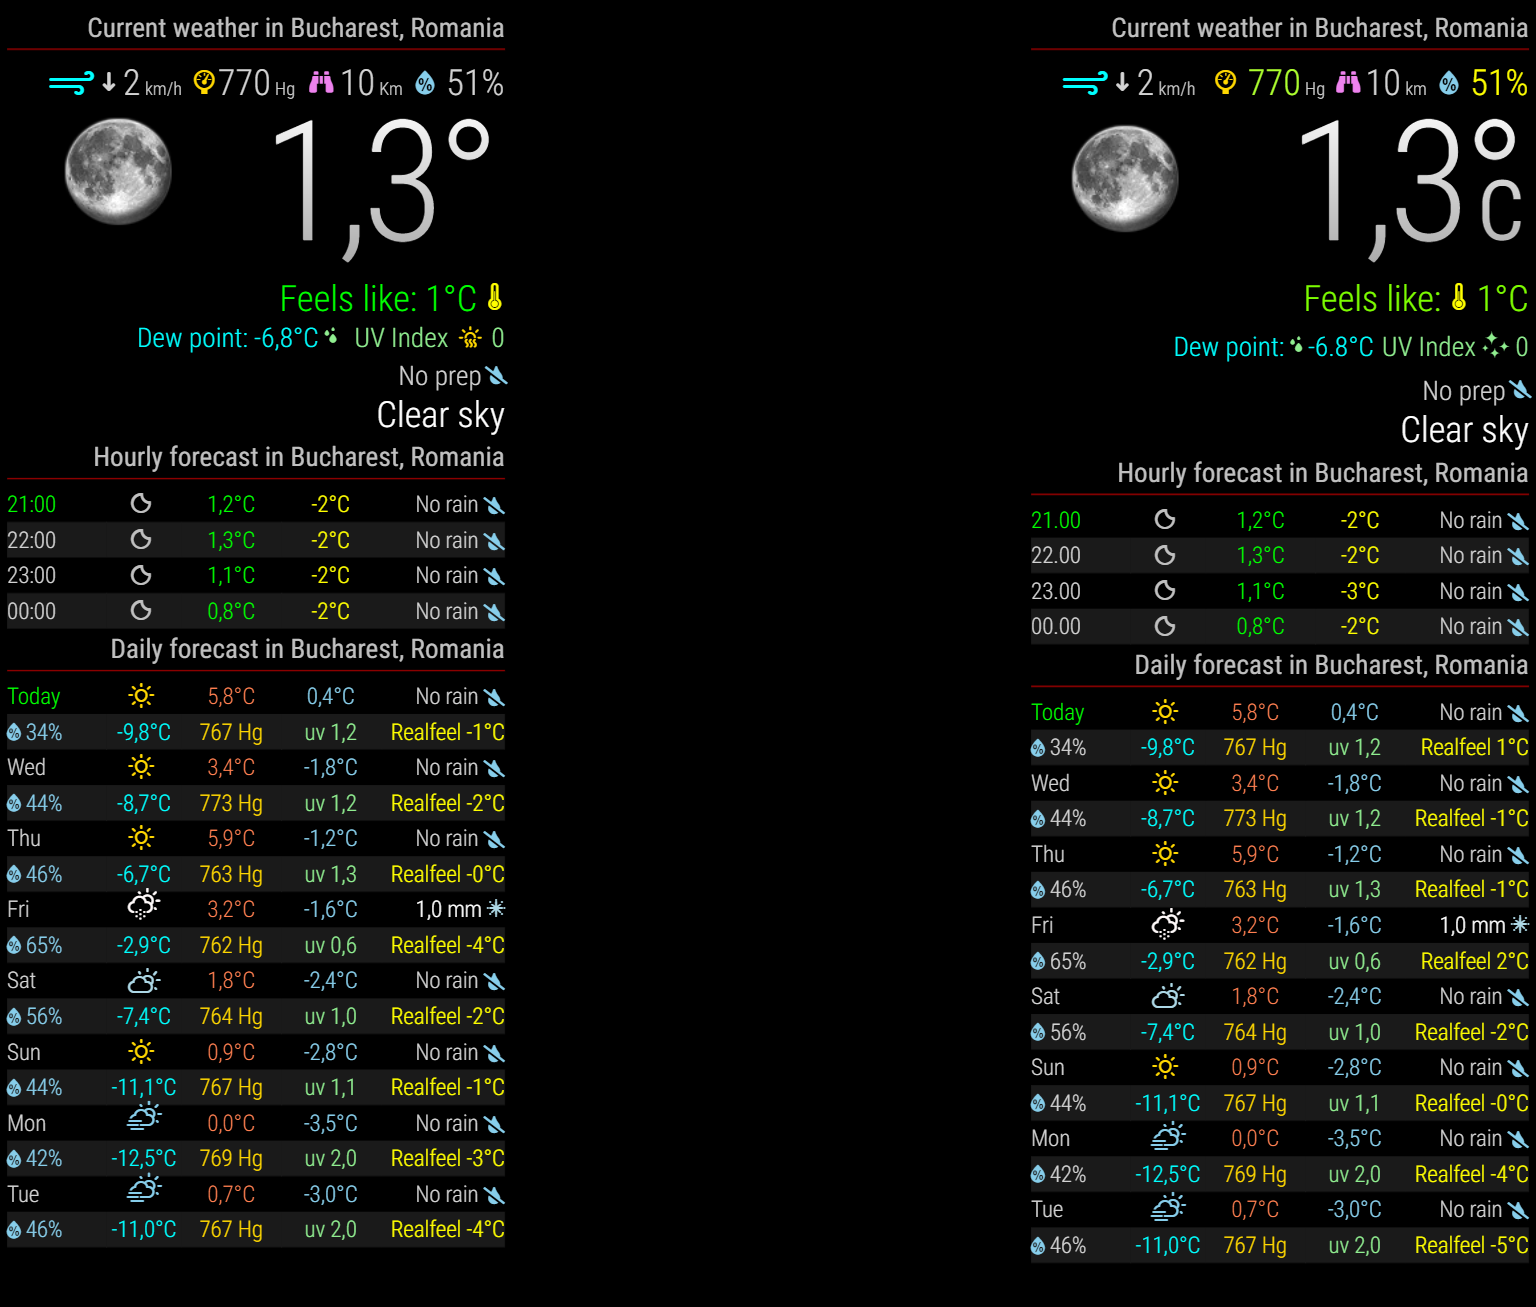 Current weather in Bucharest, Romania
2 km/h 770 Hg 10 Km 51%
1,3°
Feels like: 1°C
Dew point: -6,8°C UV Index 0
No prep
Clear sky
Hourly forecast in Bucharest, Romania
21:00 1,2°C -2°C No rain
22:00 1,3°C -2°C No rain
23:00 1,1°C -2°C No rain
00:00 0,8°C -2°C No rain
Daily forecast in Bucharest, Romania
Today 5,8°C 0,4°C No rain
34% -9,8°C 767 Hg uv 1,2 Realfeel -1°C
Wed 3,4°C -1,8°C No rain
44% -8,7°C 773 Hg uv 1,2 Realfeel -2°C
Thu 5,9°C -1,2°C No rain
46% -6,7°C 763 Hg uv 1,3 Realfeel -0°C
Fri 3,2°C -1,6°C 1,0 mm
65% -2,9°C 762 Hg uv 0,6 Realfeel -4°C
Sat 1,8°C -2,4°C No rain
56% -7,4°C 764 Hg uv 1,0 Realfeel -2°C
Sun 0,9°C -2,8°C No rain
44% -11,1°C 767 Hg uv 1,1 Realfeel -1°C
Mon 0,0°C -3,5°C No rain
42% -12,5°C 769 Hg uv 2,0 Realfeel -3°C
Tue 0,7°C -3,0°C No rain
46% -11,0°C 767 Hg uv 2,0 Realfeel -4°C
Current weather in Bucharest, Romania
2 km/h 770 Hg 10 km 51%
1,3°C
Feels like: 1°C
Dew point: -6.8°C UV Index 0
No prep
Clear sky
Hourly forecast in Bucharest, Romania
21.00 1,2°C -2°C No rain
22.00 1,3°C -2°C No rain
23.00 1,1°C -3°C No rain
00.00 0,8°C -2°C No rain
Daily forecast in Bucharest, Romania
Today 5,8°C 0,4°C No rain
34% -9,8°C 767 Hg uv 1,2 Realfeel 1°C
Wed 3,4°C -1,8°C No rain
44% -8,7°C 773 Hg uv 1,2 Realfeel -1°C
Thu 5,9°C -1,2°C No rain
46% -6,7°C 763 Hg uv 1,3 Realfeel -1°C
Fri 3,2°C -1,6°C 1,0 mm
65% -2,9°C 762 Hg uv 0,6 Realfeel 2°C
Sat 1,8°C -2,4°C No rain
56% -7,4°C 764 Hg uv 1,0 Realfeel -2°C
Sun 0,9°C -2,8°C No rain
44% -11,1°C 767 Hg uv 1,1 Realfeel -0°C
Mon 0,0°C -3,5°C No rain
42% -12,5°C 769 Hg uv 2,0 Realfeel -4°C
Tue 0,7°C -3,0°C No rain
46% -11,0°C 767 Hg uv 2,0 Realfeel -5°C